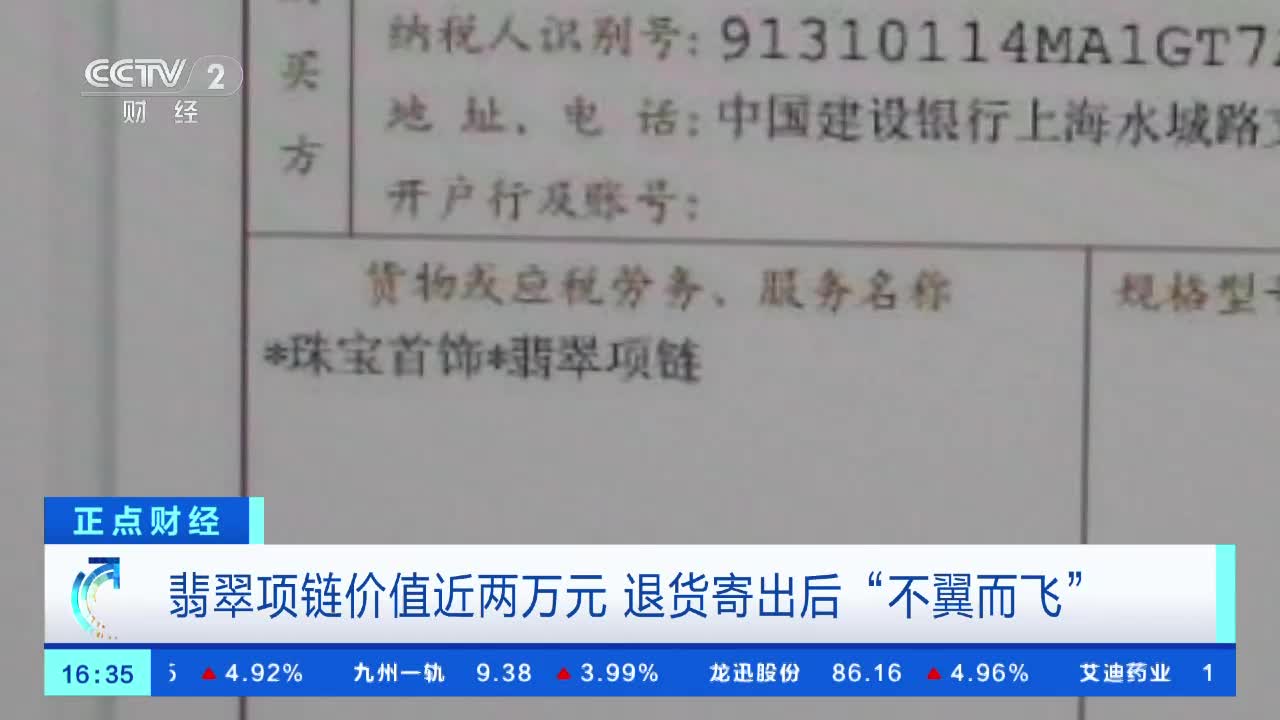 CCTV 2
财经
买方
纳税人识别号: 91310114MA1GT7
地址、电话: 中国建设银行上海水城路
开户行及账号:
货物或应税劳务、服务名称
规格型
*珠宝首饰*翡翠项链
正点财经
翡翠项链价值近两万元 退货寄出后“不翼而飞”
16:35 5 ▲ 4.92% 九州一轨 9.38 ▲ 3.99% 龙迅股份 86.16 ▲ 4.96% 艾迪药业 1